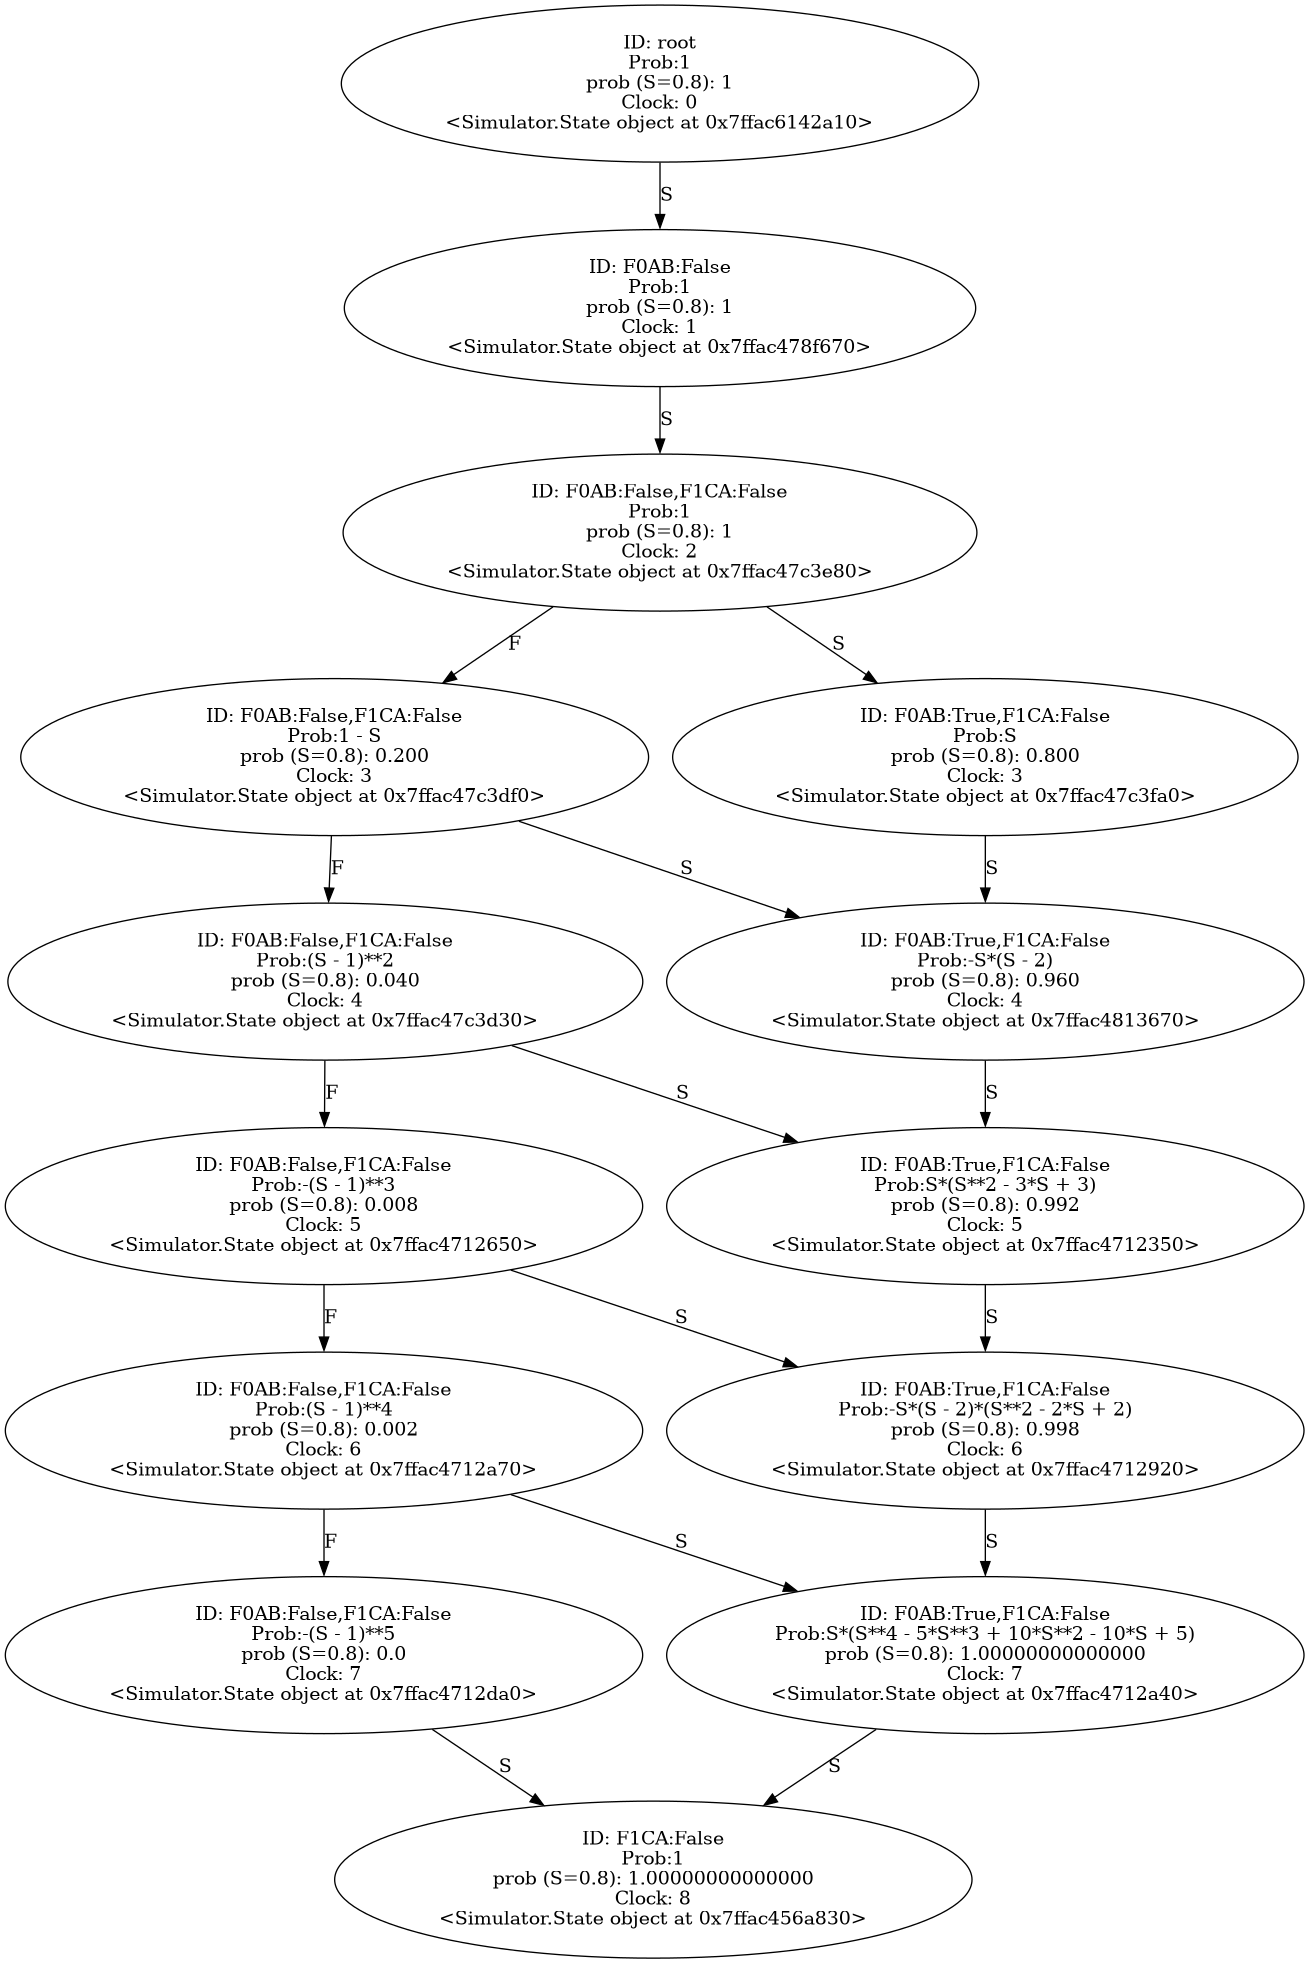 ID: root
Prob:1
prob (S=0.8): 1
Clock: 0
<Simulator.State object at 0x7ffac6142a10>
S
ID: F0AB:False
Prob:1
prob (S=0.8): 1
Clock: 1
<Simulator.State object at 0x7ffac478f670>
S
ID: F0AB:False,F1CA:False
Prob:1
prob (S=0.8): 1
Clock: 2
<Simulator.State object at 0x7ffac47c3e80>
F
S
ID: F0AB:False,F1CA:False
Prob:1 - S
prob (S=0.8): 0.200
Clock: 3
<Simulator.State object at 0x7ffac47c3df0>
ID: F0AB:True,F1CA:False
Prob:S
prob (S=0.8): 0.800
Clock: 3
<Simulator.State object at 0x7ffac47c3fa0>
F
S
S
ID: F0AB:False,F1CA:False
Prob:(S - 1)**2
prob (S=0.8): 0.040
Clock: 4
<Simulator.State object at 0x7ffac47c3d30>
ID: F0AB:True,F1CA:False
Prob:-S*(S - 2)
prob (S=0.8): 0.960
Clock: 4
<Simulator.State object at 0x7ffac4813670>
F
S
S
ID: F0AB:False,F1CA:False
Prob:-(S - 1)**3
prob (S=0.8): 0.008
Clock: 5
<Simulator.State object at 0x7ffac4712650>
ID: F0AB:True,F1CA:False
Prob:S*(S**2 - 3*S + 3)
prob (S=0.8): 0.992
Clock: 5
<Simulator.State object at 0x7ffac4712350>
F
S
S
ID: F0AB:False,F1CA:False
Prob:(S - 1)**4
prob (S=0.8): 0.002
Clock: 6
<Simulator.State object at 0x7ffac4712a70>
ID: F0AB:True,F1CA:False
Prob:-S*(S - 2)*(S**2 - 2*S + 2)
prob (S=0.8): 0.998
Clock: 6
<Simulator.State object at 0x7ffac4712920>
F
S
S
ID: F0AB:False,F1CA:False
Prob:-(S - 1)**5
prob (S=0.8): 0.0
Clock: 7
<Simulator.State object at 0x7ffac4712da0>
ID: F0AB:True,F1CA:False
Prob:S*(S**4 - 5*S**3 + 10*S**2 - 10*S + 5)
prob (S=0.8): 1.00000000000000
Clock: 7
<Simulator.State object at 0x7ffac4712a40>
S
S
ID: F1CA:False
Prob:1
prob (S=0.8): 1.00000000000000
Clock: 8
<Simulator.State object at 0x7ffac456a830>